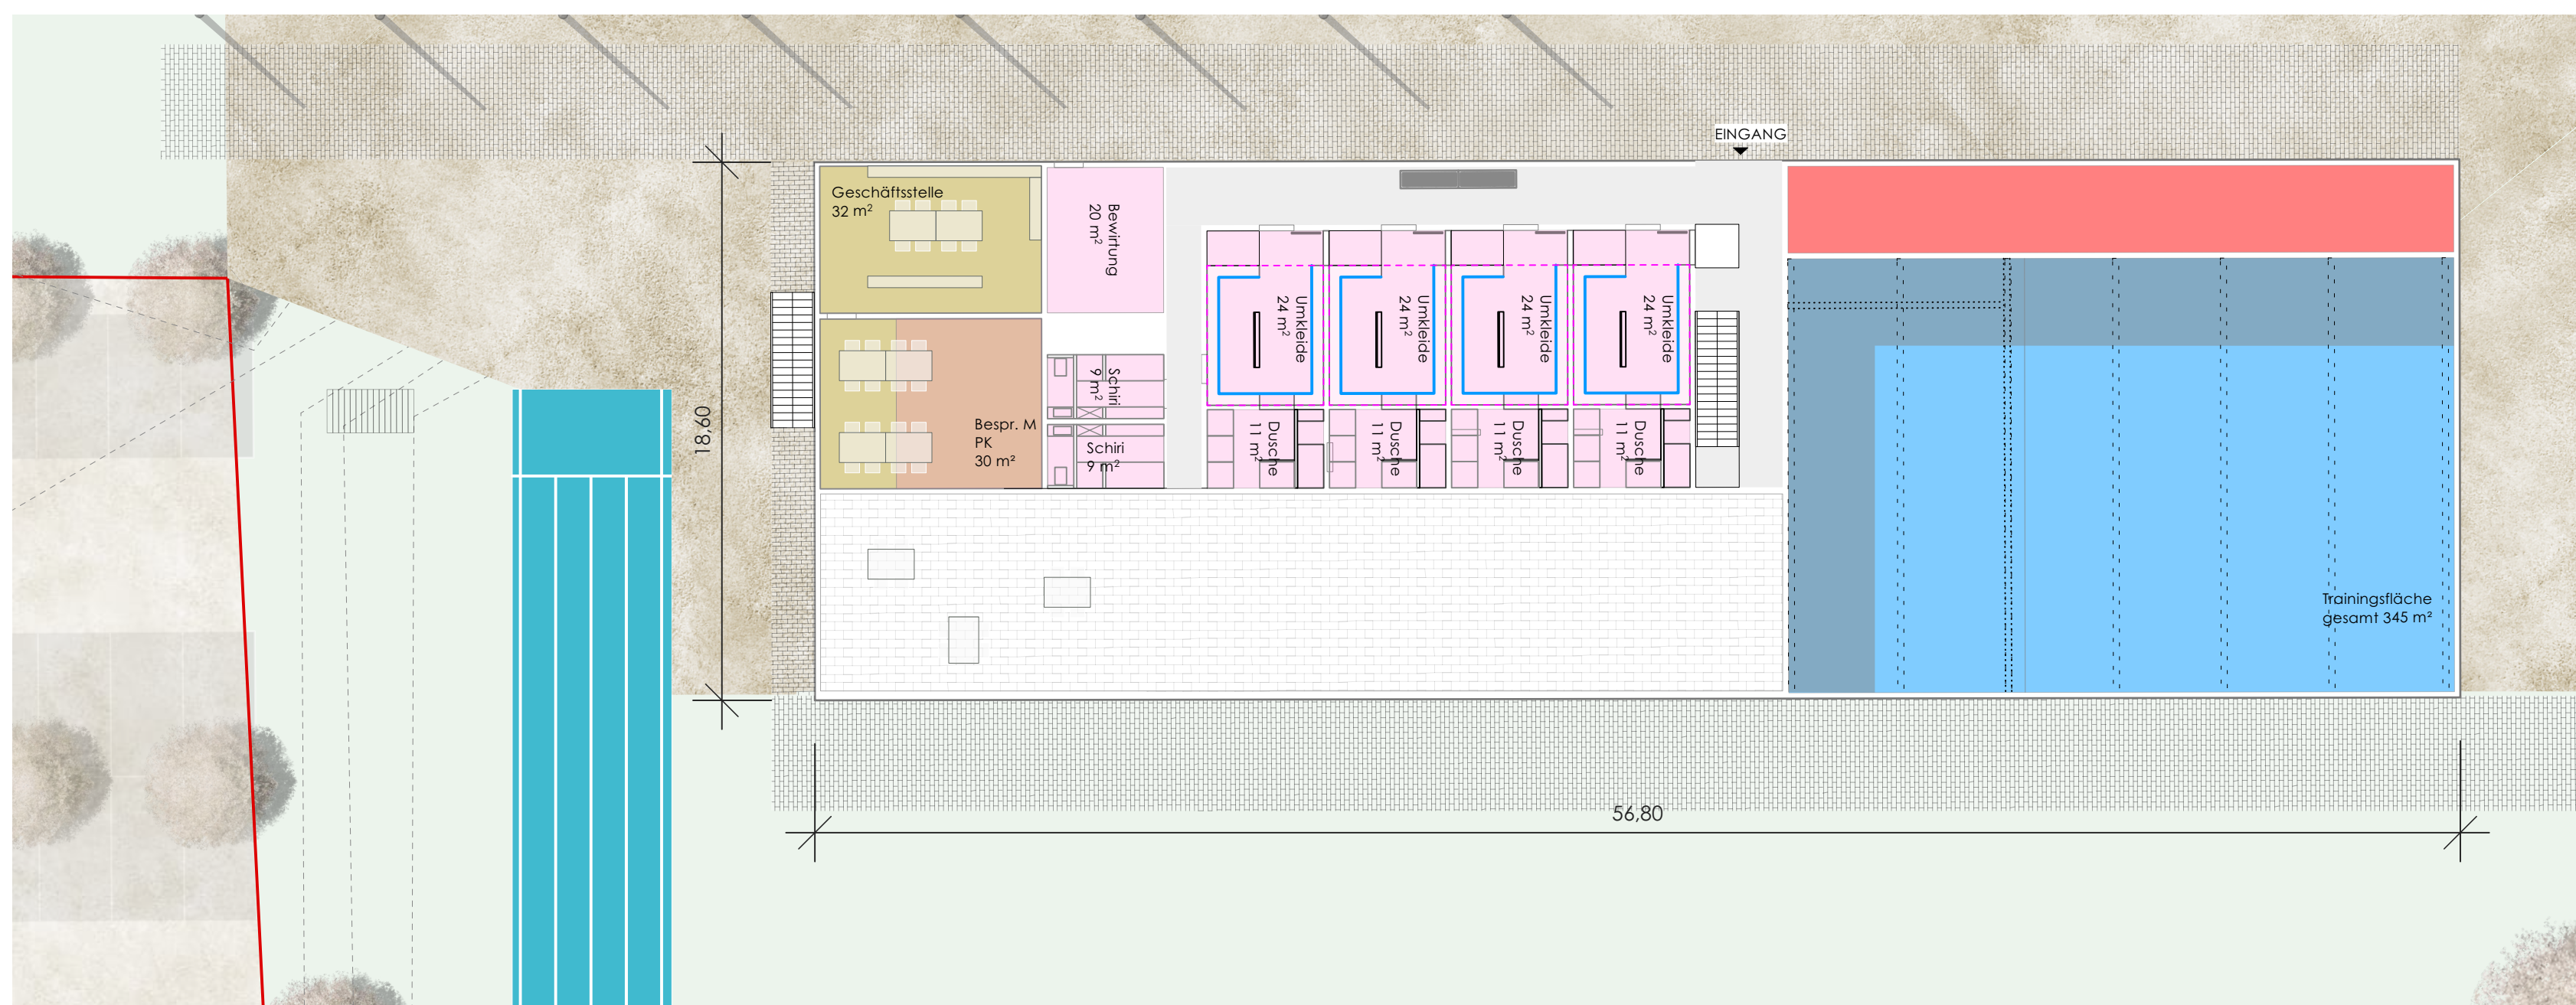 EINGANG
Geschäftsstelle
32 m²
Bewirtung
20 m²
Umkleide
24 m²
Umkleide
24 m²
Umkleide
24 m²
Umkleide
24 m²
Schiri
9 m²
18,60
Bespr. M
PK
30 m²
Schiri
9 m²
Dusche
11 m²
Dusche
11 m²
Dusche
11 m²
Dusche
11 m²
Trainingsfläche
gesamt 345 m²
56,80